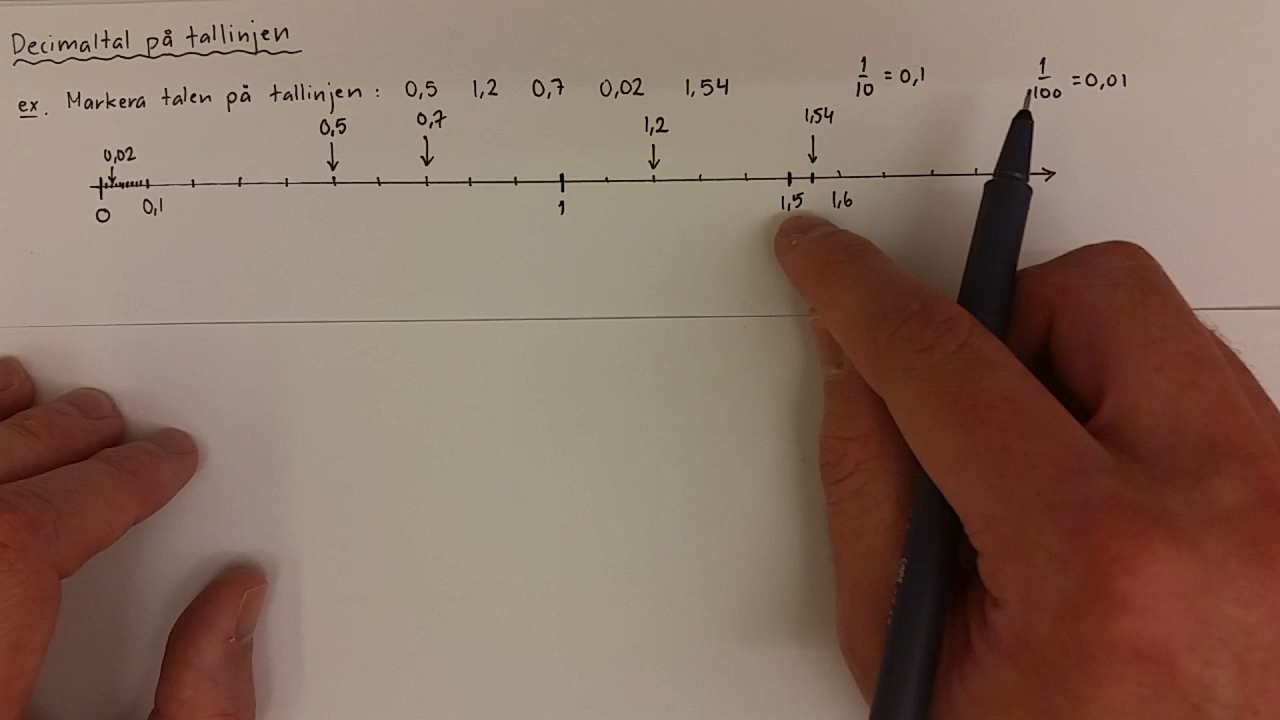 Decimaltal på tallinjen
ex. Markera talen på tallinjen : 0,5 1,2 0,7 0,02 1,54
1/10 = 0,1
1/100 = 0,01
0,02 0,5 0,7 1,2 1,54
0 0,1 1 1,5 1,6